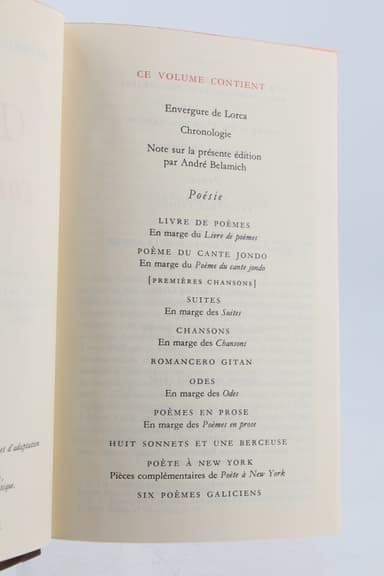 CE VOLUME CONTIENT
Envergure de Lorca
Chronologie
Note sur la présente édition
par André Belamich
Poésie
LIVRE DE POÈMES
En marge du Livre de poèmes
POÈME DU CANTE JONDO
En marge du Poème du cante jondo
[PREMIÈRES CHANSONS]
SUITES
En marge des Suites
CHANSONS
En marge des Chansons
ROMANCERO GITAN
ODES
En marge des Odes
POÈMES EN PROSE
En marge des Poèmes en prose
HUIT SONNETS ET UNE BERCEUSE
POÈTE À NEW YORK
Pièces complémentaires de Poète à New York
SIX POÈMES GALICIENS
d'adaptation